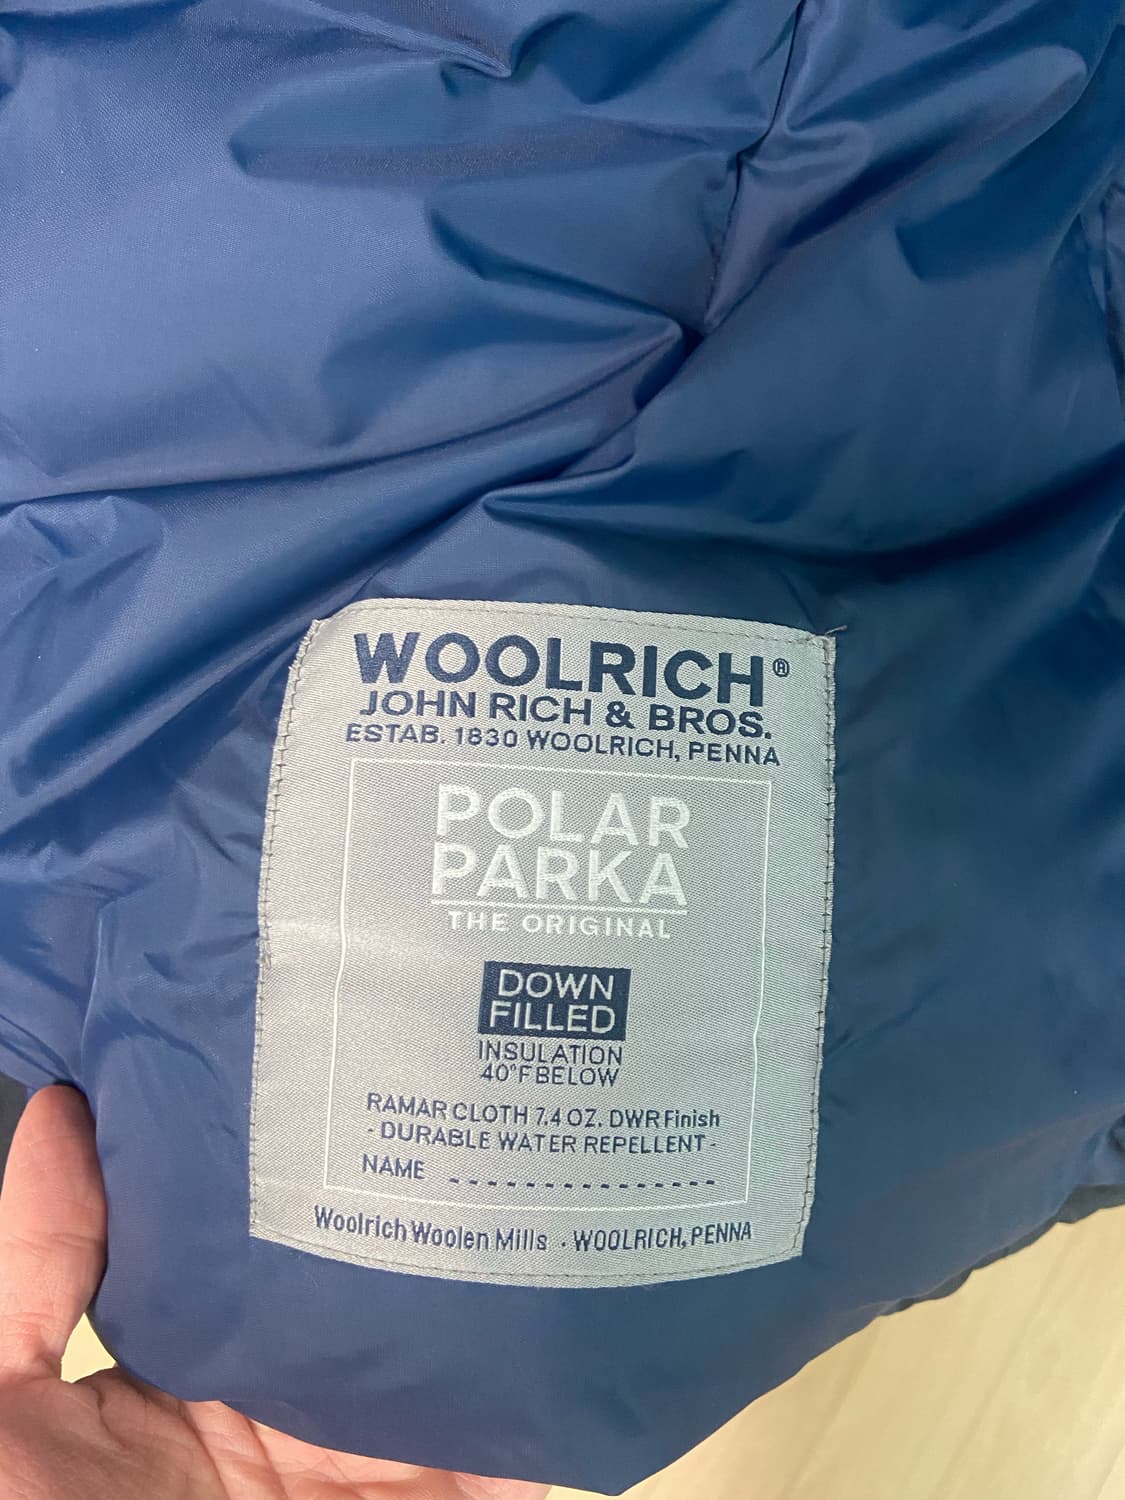 WOOLRICH®
JOHN RICH & BROS.
ESTAB. 1830 WOOLRICH, PENNA
POLAR
PARKA
THE ORIGINAL
DOWN
FILLED
INSULATION
40°F BELOW
RAMAR CLOTH 7.4 OZ. DWR Finish
- DURABLE WATER REPELLENT -
NAME ---------------
Woolrich Woolen Mills · WOOLRICH, PENNA